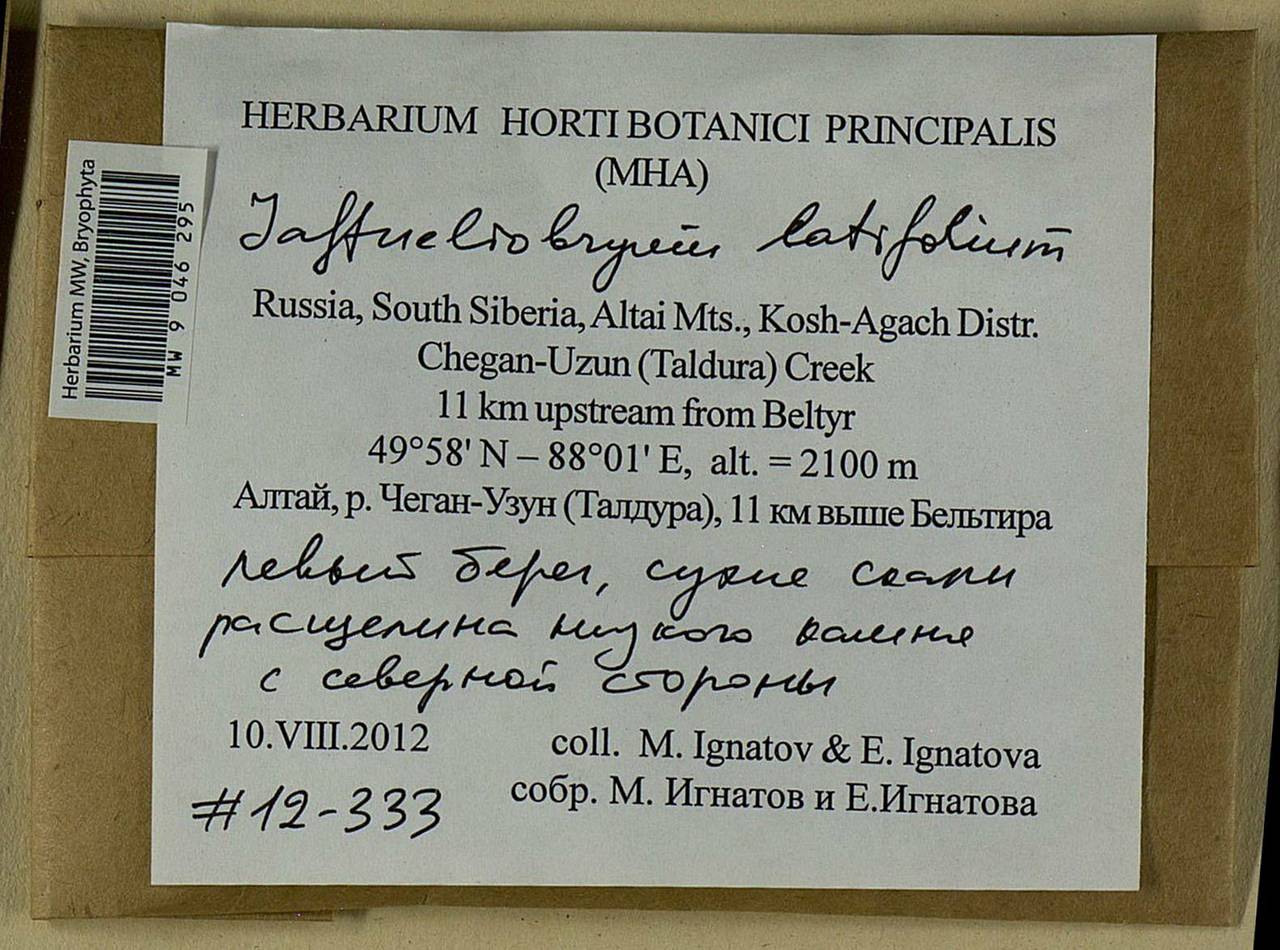 HERBARIUM HORTI BOTANICI PRINCIPALIS
(MHA)
Jaffueliobryum latifolium
Russia, South Siberia, Altai Mts., Kosh-Agach Distr.
Chegan-Uzun (Taldura) Creek
11 km upstream from Beltyr
49°58' N – 88°01' E, alt. = 2100 m
Алтай, р. Чеган-Узун (Талдура), 11 км выше Бельтира
левый берег, сухие скалы
расщелина низкого камня
с северной стороны
10.VIII.2012
coll. M. Ignatov & E. Ignatova
собр. М. Игнатов и Е.Игнатова
#12-333
Herbarium MW, Bryophyta
MW 9 046 295